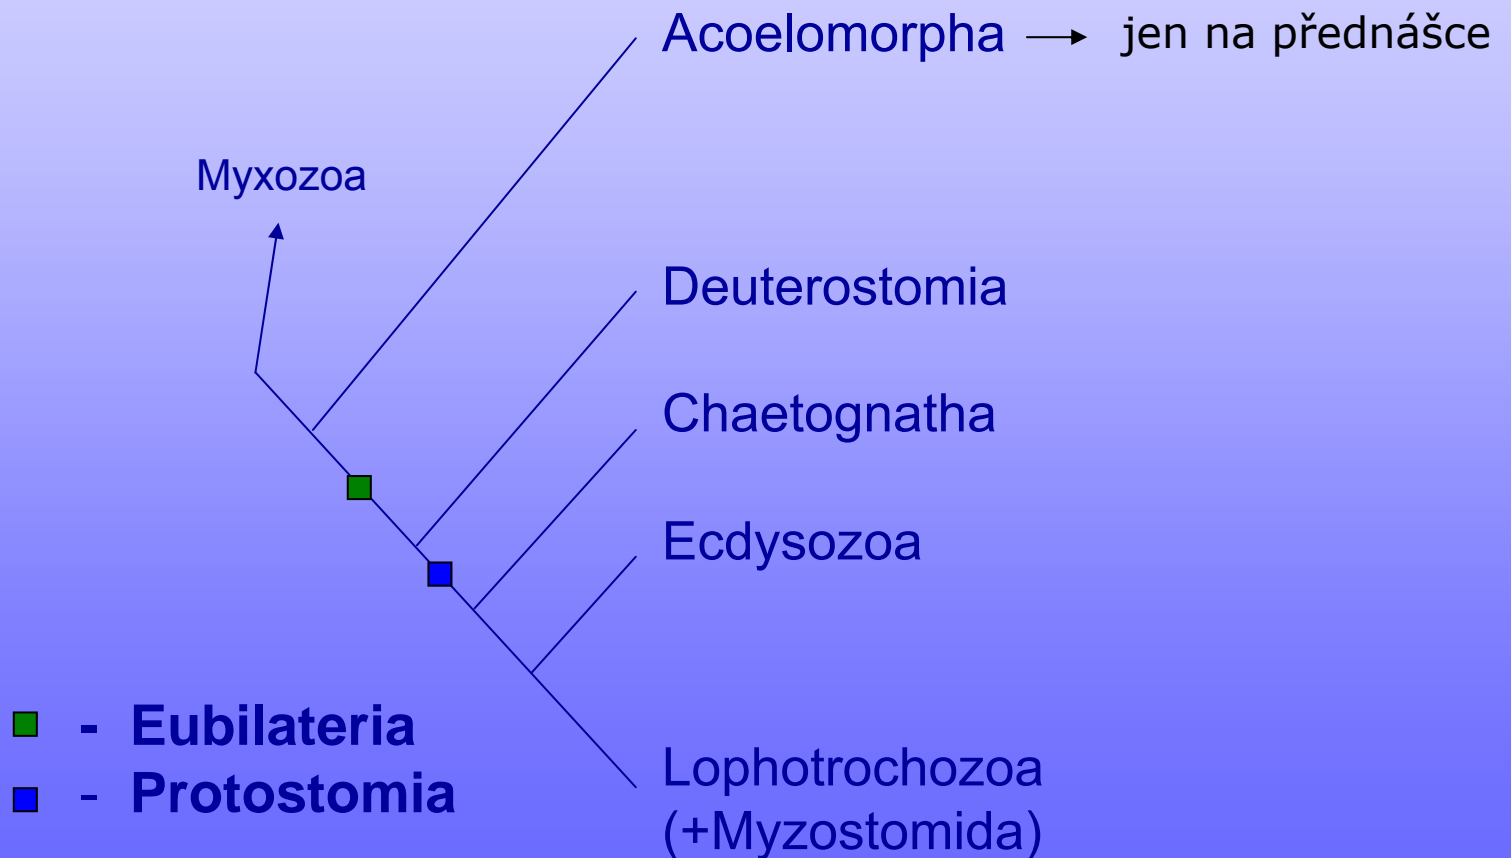 Acoelomorpha → jen na přednášce
Myxozoa
Deuterostomia
Chaetognatha
Ecdysozoa
- Eubilateria
- Protostomia
Lophotrochozoa
(+Myzostomida)